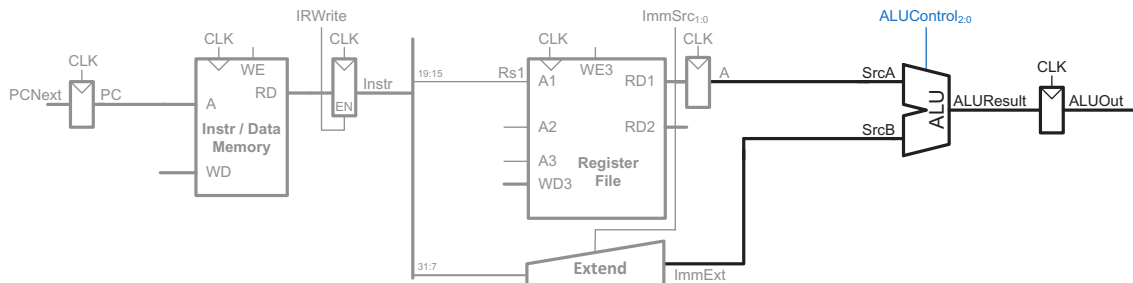 IRWrite
ImmSrc1:0
ALUControl2:0
CLK
CLK
CLK
CLK
CLK
CLK
WE
WE3
19:15
Rs1
A1
RD1
A
SrcA
PCNext
PC
A
RD
EN
Instr
ALU
ALUResult
ALUOut
Instr / Data
Memory
A2
RD2
SrcB
WD
A3
WD3
Register
File
31:7
Extend
ImmExt